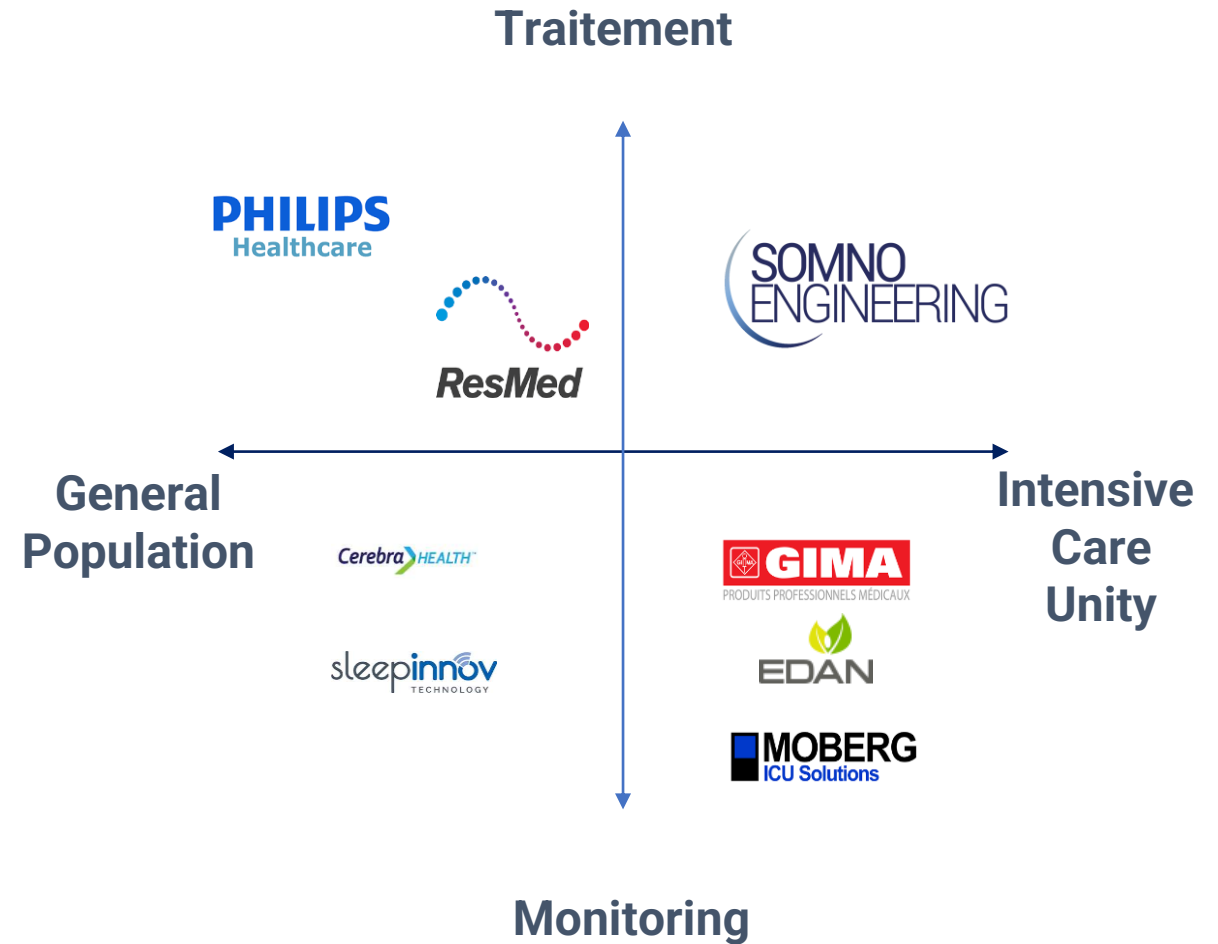 Traitement
PHILIPS
Healthcare
SOMNO
ENGINEERING
ResMed
General
Population
Intensive
Care
Unity
Cerebra HEALTH™
GIMA
PRODUITS PROFESSIONNELS MÉDICAUX
sleepinnov
TECHNOLOGY
EDAN
MOBERG
ICU Solutions
Monitoring